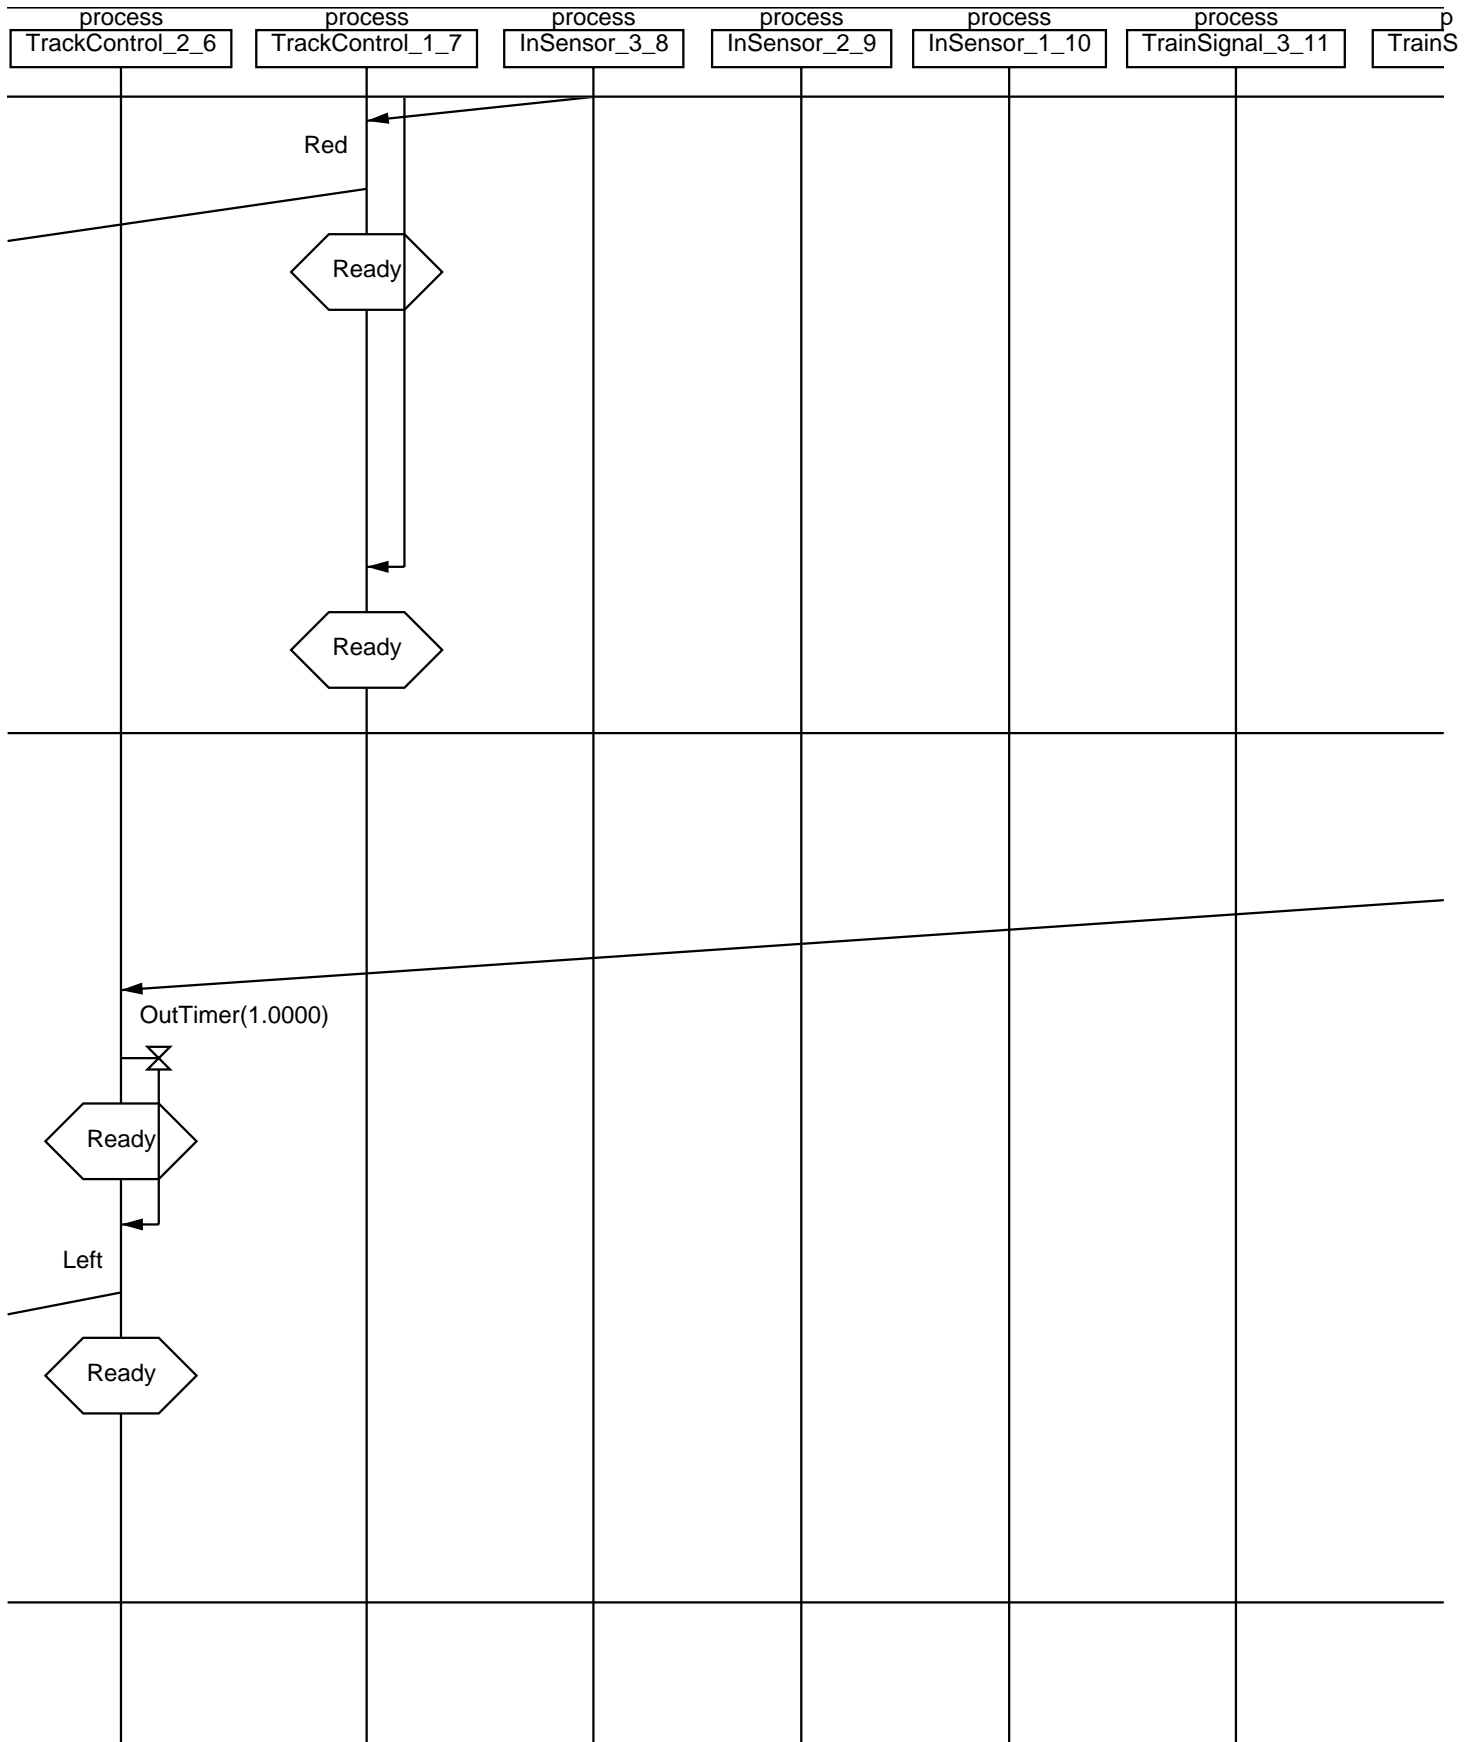 process process process process process process p
TrackControl_2_6 TrackControl_1_7 InSensor_3_8 InSensor_2_9 InSensor_1_10 TrainSignal_3_11 TrainS
Red
Ready
Ready
OutTimer(1.0000)
Ready
Left
Ready